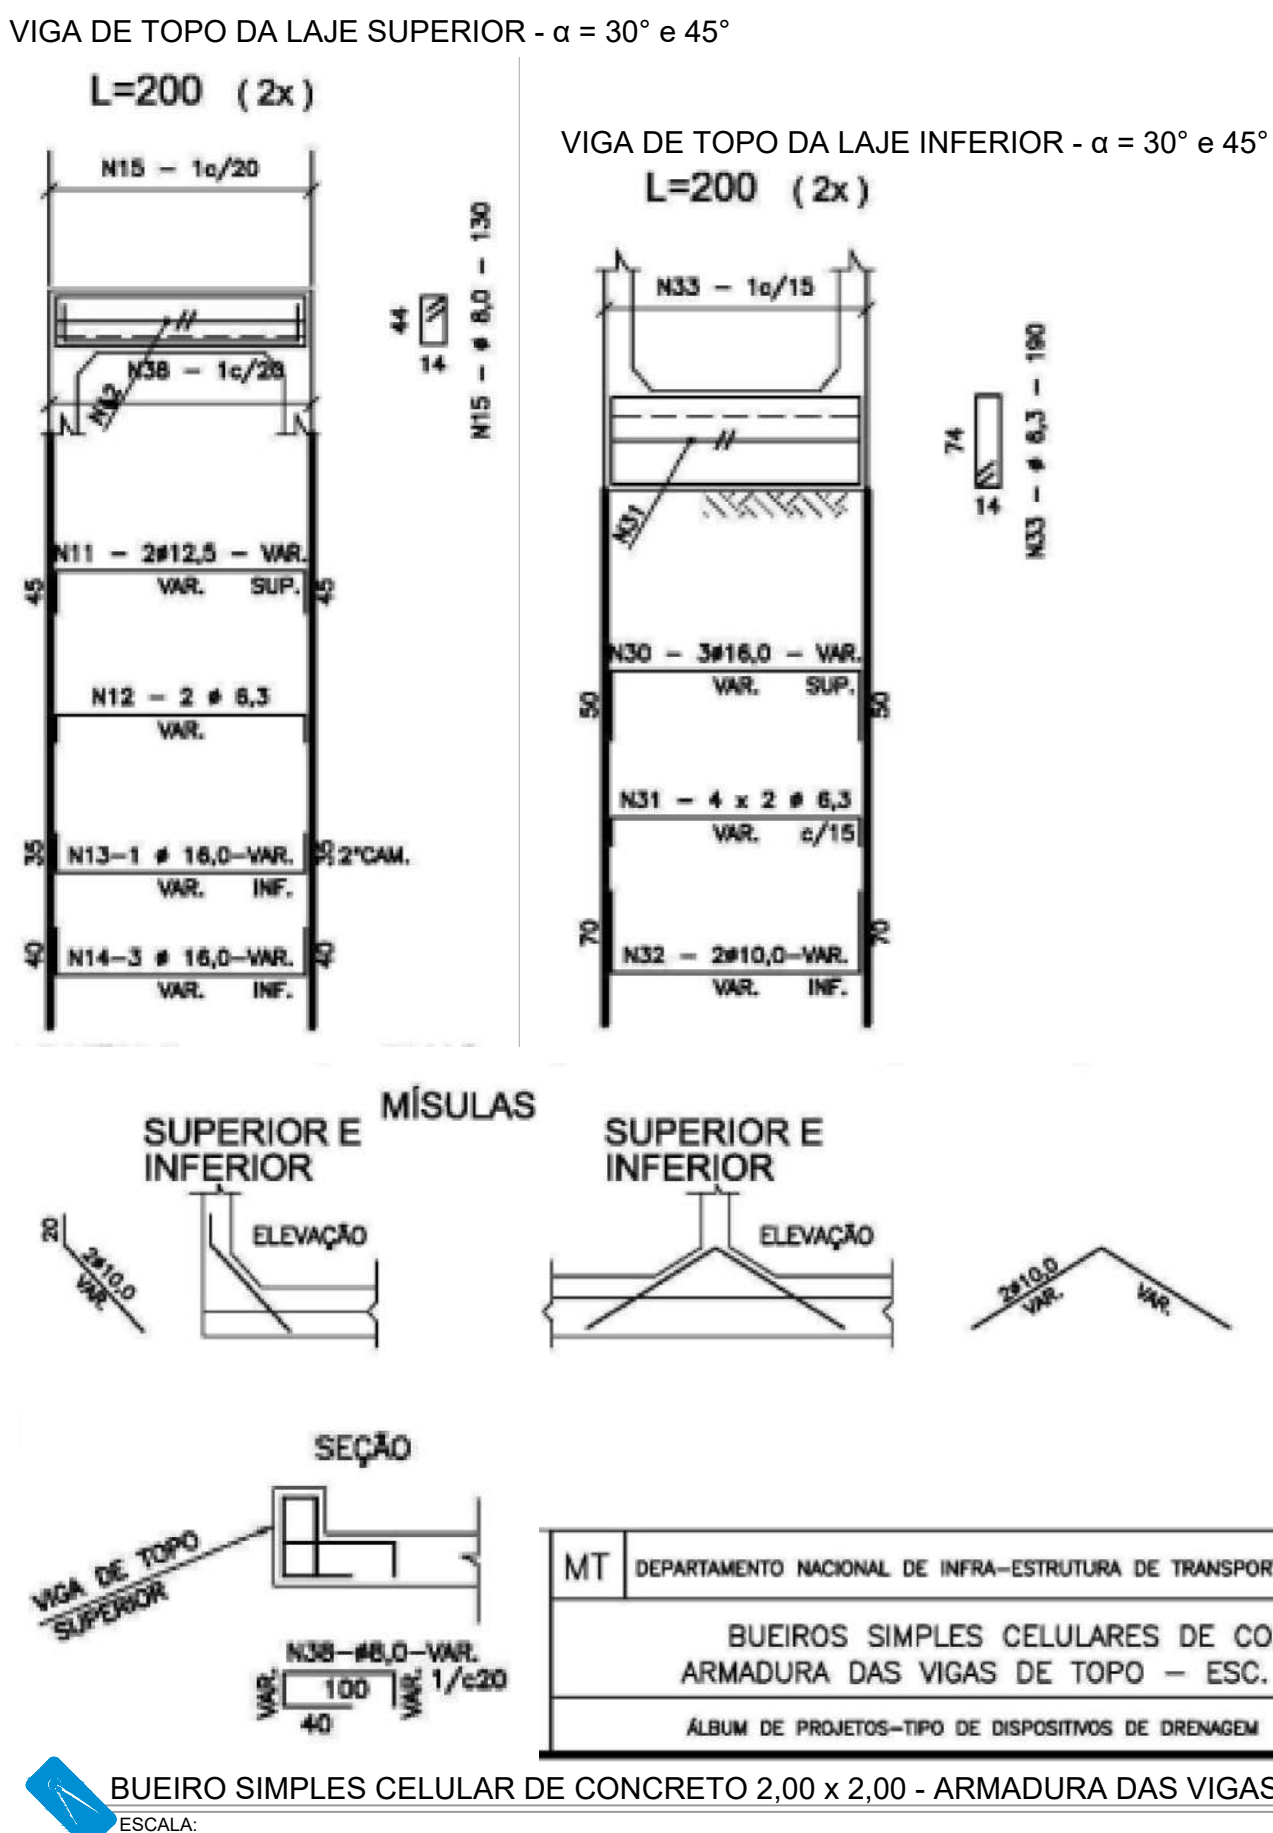 VIGA DE TOPO DA LAJE SUPERIOR - α = 30° e 45°
L=200 (2x)
N15 – 1c/20
44
14
N15 – ø 8,0 – 130
N38 – 1c/20
N12
N11 – 2ø12,5 – VAR.
45
VAR. SUP.
45
N12 – 2 ø 6,3
VAR.
35
N13–1 ø 16,0–VAR.
35
2ªCAM.
VAR. INF.
40
N14–3 ø 16,0–VAR.
40
VAR. INF.
VIGA DE TOPO DA LAJE INFERIOR - α = 30° e 45°
L=200 (2x)
N33 – 1c/15
74
14
N33 – ø 6,3 – 190
N31
N30 – 3ø16,0 – VAR.
50
VAR. SUP.
50
N31 – 4 x 2 ø 6,3
VAR. c/15
70
N32 – 2ø10,0–VAR.
70
VAR. INF.
MÍSULAS
SUPERIOR E
INFERIOR
ELEVAÇÃO
20
2ø10,0
VAR.
SUPERIOR E
INFERIOR
ELEVAÇÃO
2ø10,0
VAR.
VAR.
SEÇÃO
VIGA DE TOPO
SUPERIOR
N38–ø8,0–VAR.
VAR.
100
VAR.
1/c20
40
MT
DEPARTAMENTO NACIONAL DE INFRA–ESTRUTURA DE TRANSPOR
BUEIROS SIMPLES CELULARES DE CO
ARMADURA DAS VIGAS DE TOPO – ESC.
ÁLBUM DE PROJETOS–TIPO DE DISPOSITIVOS DE DRENAGEM
BUEIRO SIMPLES CELULAR DE CONCRETO 2,00 x 2,00 - ARMADURA DAS VIGAS
ESCALA: